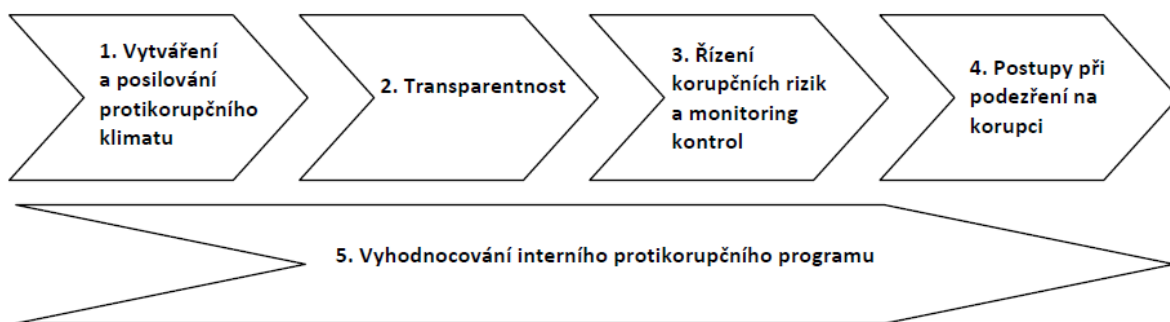 1. Vytváření
a posilování
protikorupčního
klimatu
2. Transparentnost
3. Řízení
korupčních rizik
a monitoring
kontrol
4. Postupy při
podezření na
korupci
5. Vyhodnocování interního protikorupčního programu